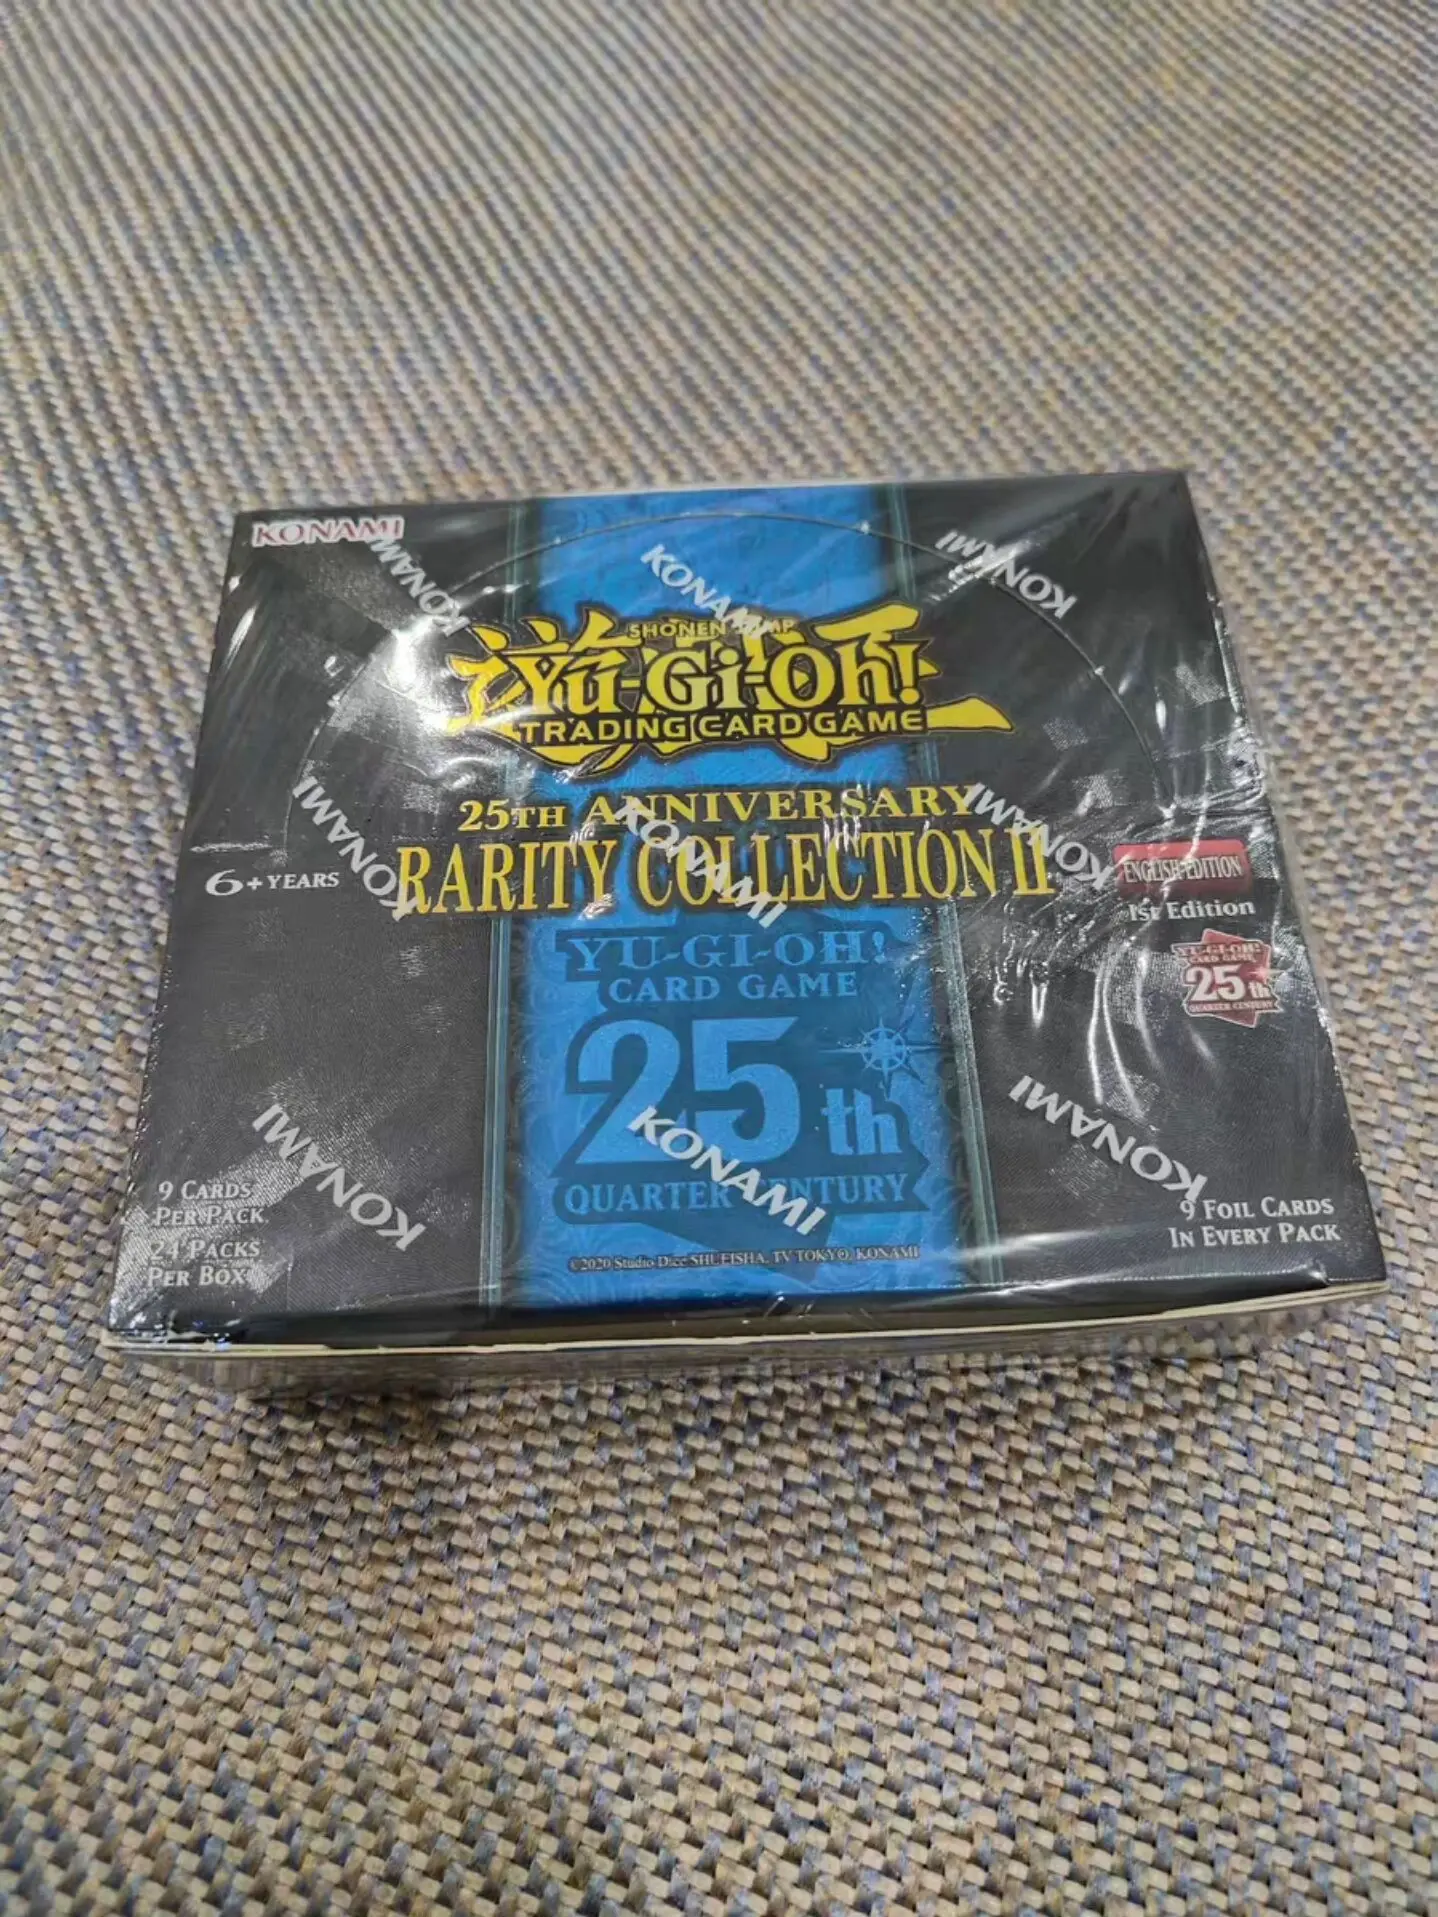 KONAMI
KONAMI
KONAMI
KONAMI
SHONEN JUMP
Yu-Gi-Oh!
TRADING CARD GAME
25TH ANNIVERSARY
RARITY COLLECTION II
KONAMI
KONAMI
KONAMI
6+ YEARS
ENGLISH EDITION
1st Edition
YU-GI-OH!
CARD GAME
25th
QUARTER CENTURY
YU-GI-OH!
CARD GAME
25th
QUARTER CENTURY
KONAMI
KONAMI
KONAMI
9 CARDS
PER PACK
24 PACKS
PER BOX
9 FOIL CARDS
IN EVERY PACK
©2020 Studio Dice/SHUEISHA, TV TOKYO, KONAMI